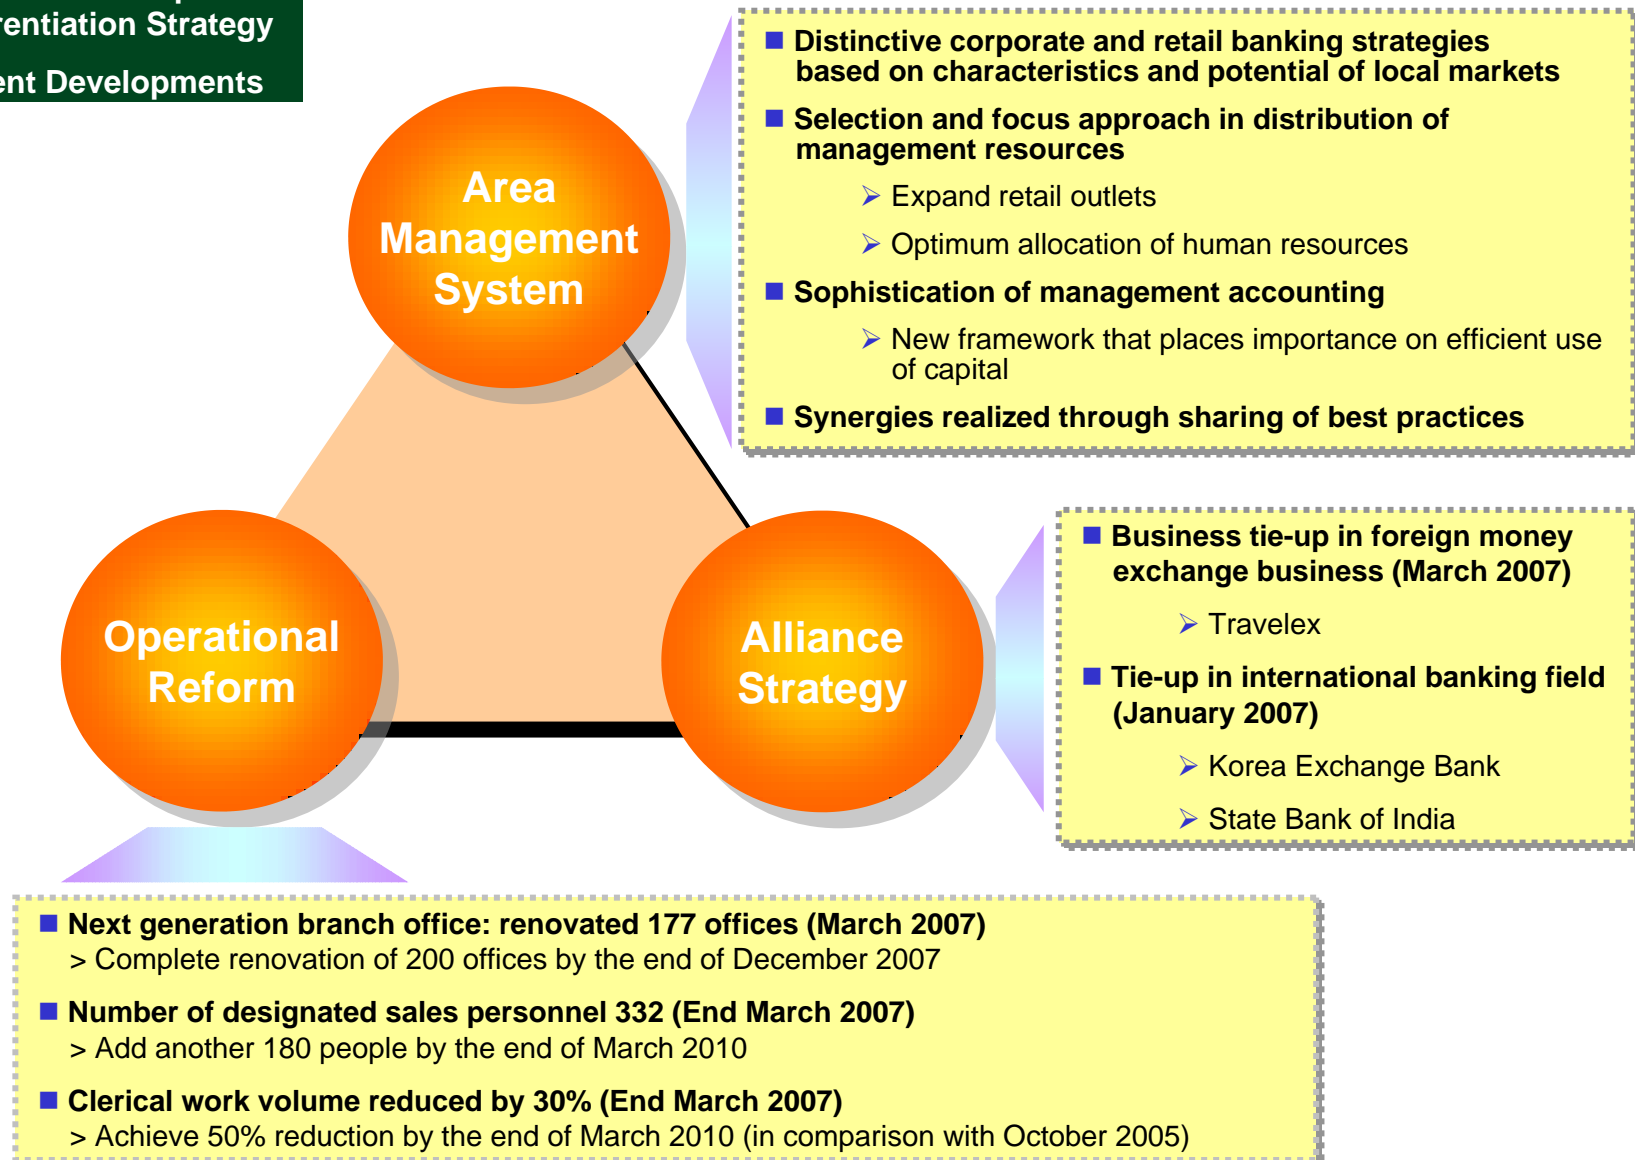 rentiation Strategy
ent Developments
Area
Management
System
■ Distinctive corporate and retail banking strategies
based on characteristics and potential of local markets
■ Selection and focus approach in distribution of
management resources
➢ Expand retail outlets
➢ Optimum allocation of human resources
■ Sophistication of management accounting
➢ New framework that places importance on efficient use
of capital
■ Synergies realized through sharing of best practices
Operational
Reform
Alliance
Strategy
■ Business tie-up in foreign money
exchange business (March 2007)
➢ Travelex
■ Tie-up in international banking field
(January 2007)
➢ Korea Exchange Bank
➢ State Bank of India
■ Next generation branch office: renovated 177 offices (March 2007)
> Complete renovation of 200 offices by the end of December 2007
■ Number of designated sales personnel 332 (End March 2007)
> Add another 180 people by the end of March 2010
■ Clerical work volume reduced by 30% (End March 2007)
> Achieve 50% reduction by the end of March 2010 (in comparison with October 2005)